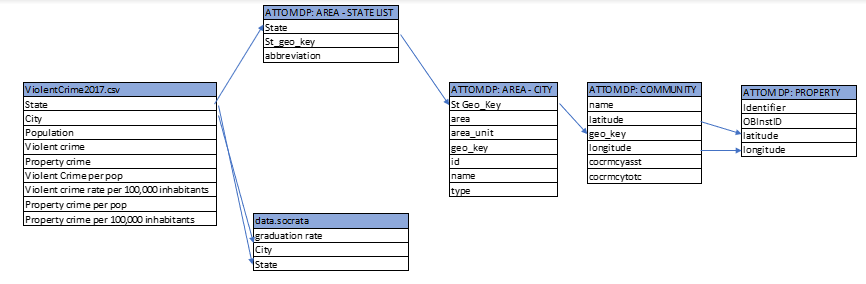 ATTOMDP: AREA - STATE LIST
State
St_geo_key
abbreviation
ViolentCrime2017.csv
State
City
Population
Violent crime
Property crime
Violent Crime per pop
Violent crime rate per 100,000 inhabitants
Property crime per pop
Property crime per 100,000 inhabitants
ATTOMDP: AREA - CITY
St Geo_Key
area
area_unit
geo_key
id
name
type
ATTOMDP: COMMUNITY
name
latitude
geo_key
longitude
cocrmcyasst
cocrmcytotc
ATTOMDP: PROPERTY
Identifier
OBInstID
latitude
longitude
data.socrata
graduation rate
City
State